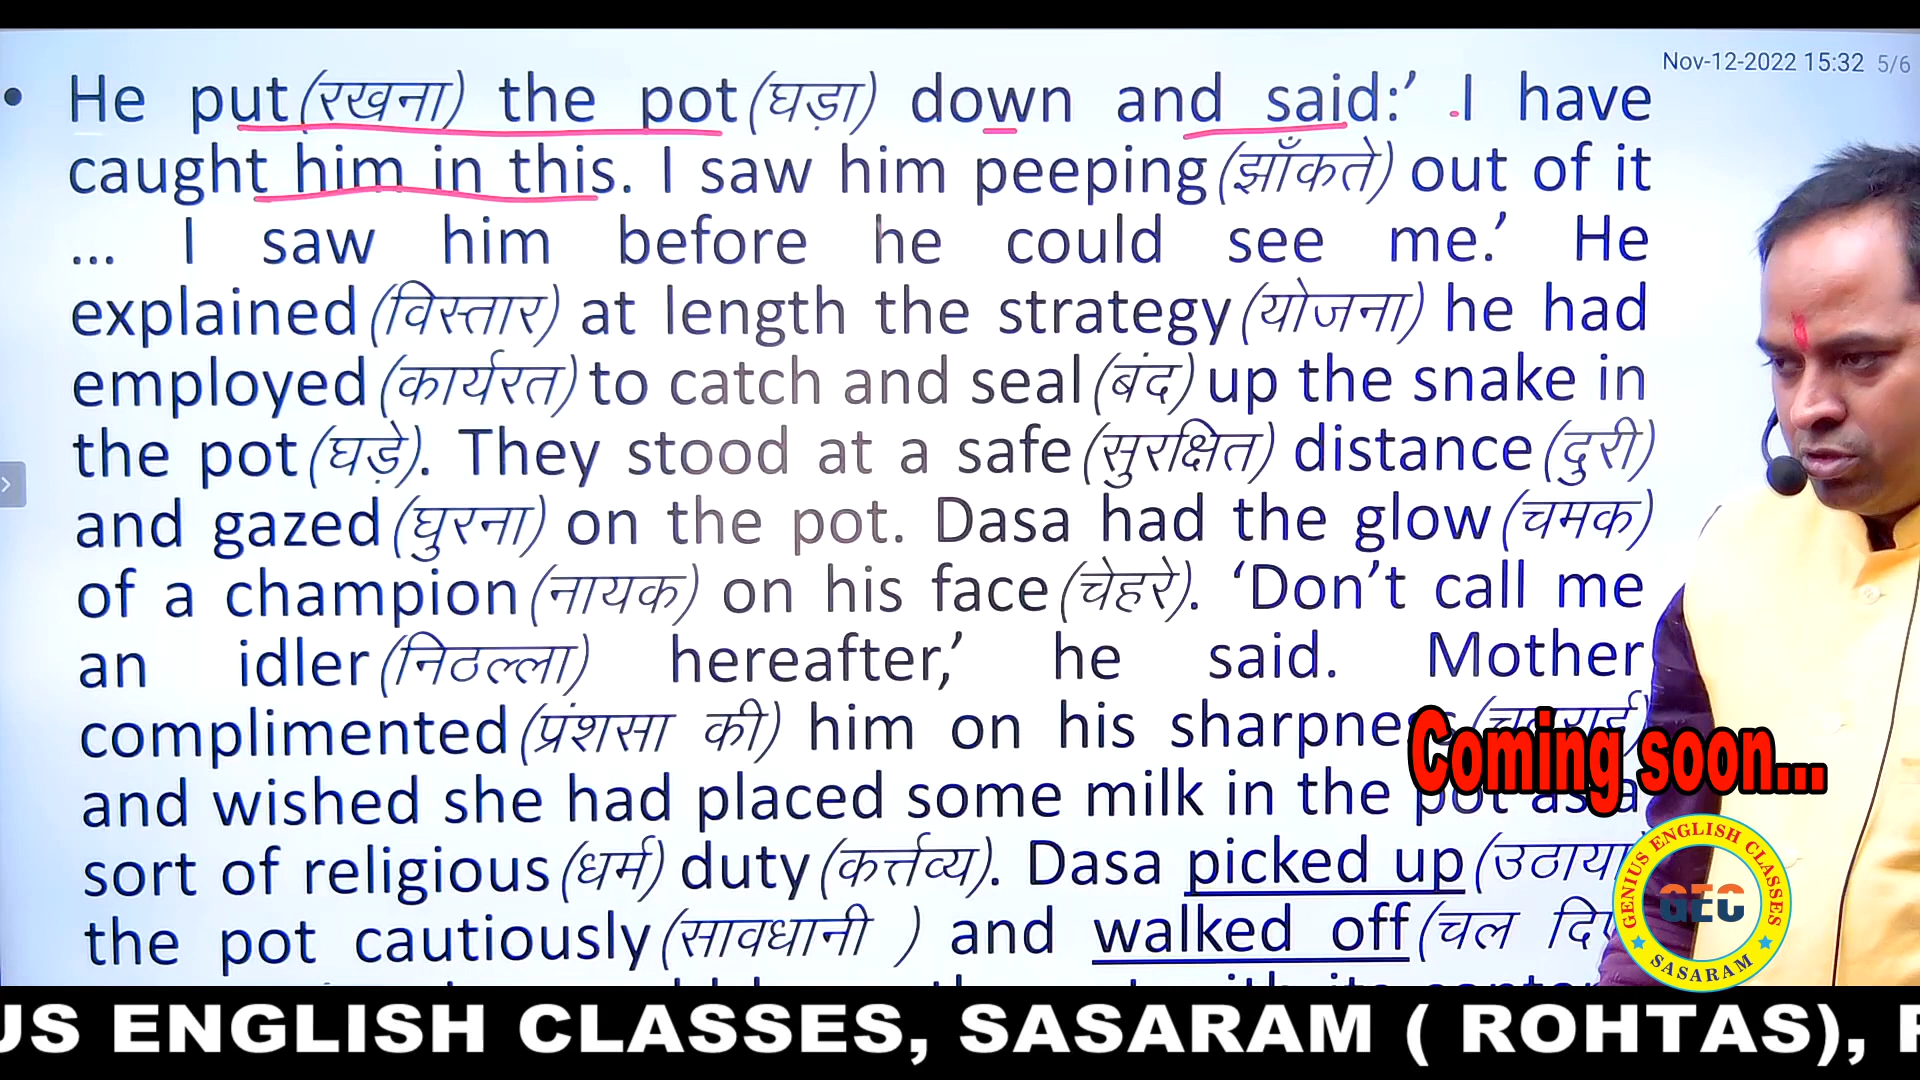 Nov-12-2022 15:32 5/6
• He put(रखना) the pot(घड़ा) down and said:’ I have
caught him in this. I saw him peeping(झाँकते) out of it
... I saw him before he could see me.’ He
explained(विस्तार) at length the strategy(योजना) he had
employed(कार्यरत) to catch and seal(बंद) up the snake in
the pot(घड़े). They stood at a safe(सुरक्षित) distance(दुरी)
and gazed(घुरना) on the pot. Dasa had the glow(चमक)
of a champion(नायक) on his face(चेहरे). ‘Don’t call me
an idler(निठल्ला) hereafter,’ he said. Mother
complimented(प्रंशसा की) him on his sharpness
and wished she had placed some milk in the pot as a
sort of religious(धर्म) duty(कर्त्तव्य). Dasa picked up(उठाया
the pot cautiously(सावधानी ) and walked off(चल
Coming soon...
GENIUS ENGLISH CLASSES
GEC
SASARAM
US ENGLISH CLASSES, SASARAM ( ROHTAS),